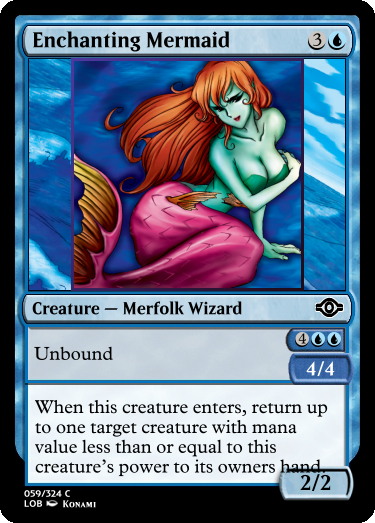 Enchanting Mermaid 3
Creature — Merfolk Wizard
Unbound 4
4/4
When this creature enters, return up
to one target creature with mana
value less than or equal to this
creature's power to its owners hand.
2/2
059/324 C
LOB Konami